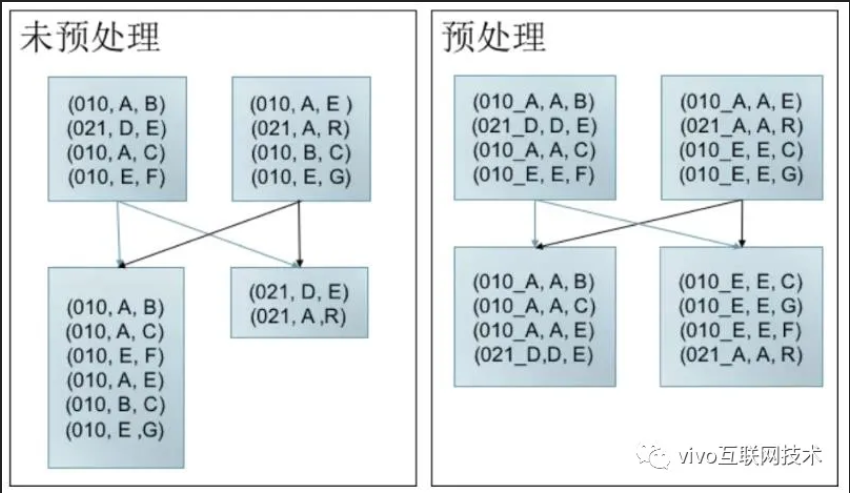 未预处理
(010, A, B)
(021, D, E)
(010, A, C)
(010, E, F)
(010, A, E )
(021, A, R)
(010, B, C)
(010, E, G)
(010, A, B)
(010, A, C)
(010, E, F)
(010, A, E)
(010, B, C)
(010, E ,G)
(021, D, E)
(021, A ,R)
预处理
(010_A, A, B)
(021_D, D, E)
(010_A, A, C)
(010_E, E, F)
(010_A, A, E)
(021_A, A, R)
(010_E, E, C)
(010_E, E, G)
(010_A, A, B)
(010_A, A, C)
(010_A, A, E)
(021_D,D, E)
(010_E, E, C)
(010_E, E, G)
(010_E, E, F)
(021_A, A, R)
vivo互联网技术